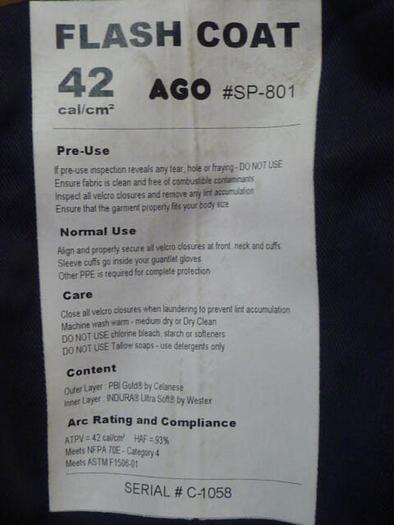 FLASH COAT
42 AGO #SP-801
cal/cm²
Pre-Use
If pre-use inspection reveals any tear, hole or fraying - DO NOT USE
Ensure fabric is clean and free of combustible contaminants
Inspect all velcro closures and remove any lint accumulation
Ensure that the garment properly fits your body size
Normal Use
Align and properly secure all velcro closures at front, neck and cuffs
Sleeve cuffs go inside your guantlet gloves
Other PPE is required for complete protection
Care
Close all velcro closures when laundering to prevent lint accumulation
Machine wash warm - medium dry or Dry Clean
DO NOT USE chlorine bleach, starch or softeners
DO NOT USE Tallow soaps - use detergents only
Content
Outer Layer : PBI Gold® by Celanese
Inner Layer : INDURA® Ultra Soft® by Westex
Arc Rating and Compliance
ATPV = 42 cal/cm² HAF = 93%
Meets NFPA 70E - Category 4
Meets ASTM F1506-01
SERIAL # C-1058